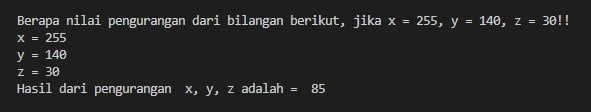 Berapa nilai pengurangan dari bilangan berikut, jika x = 255, y = 140, z = 30!!
x = 255
y = 140
z = 30
Hasil dari pengurangan  x, y, z adalah =  85